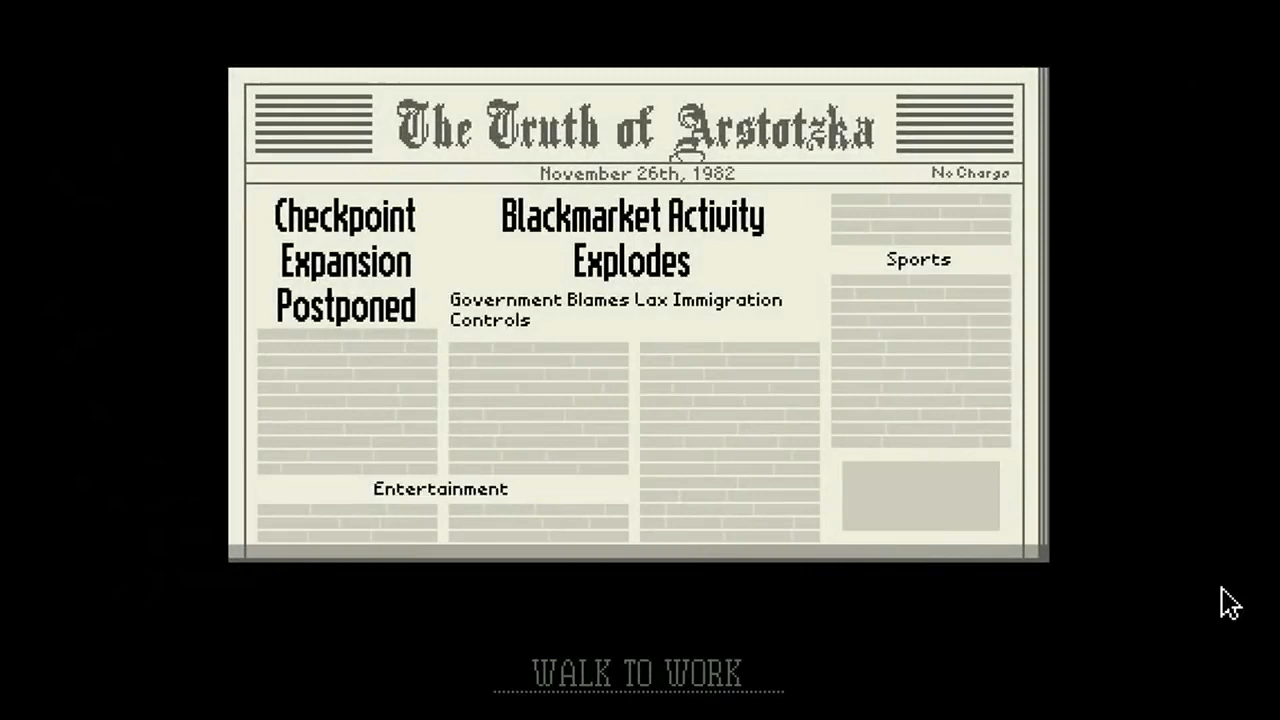 The Truth of Arstotzka
November 26th, 1982
No Charge
Checkpoint
Expansion
Postponed
Blackmarket Activity
Explodes
Government Blames Lax Immigration
Controls
Sports
Entertainment
WALK TO WORK